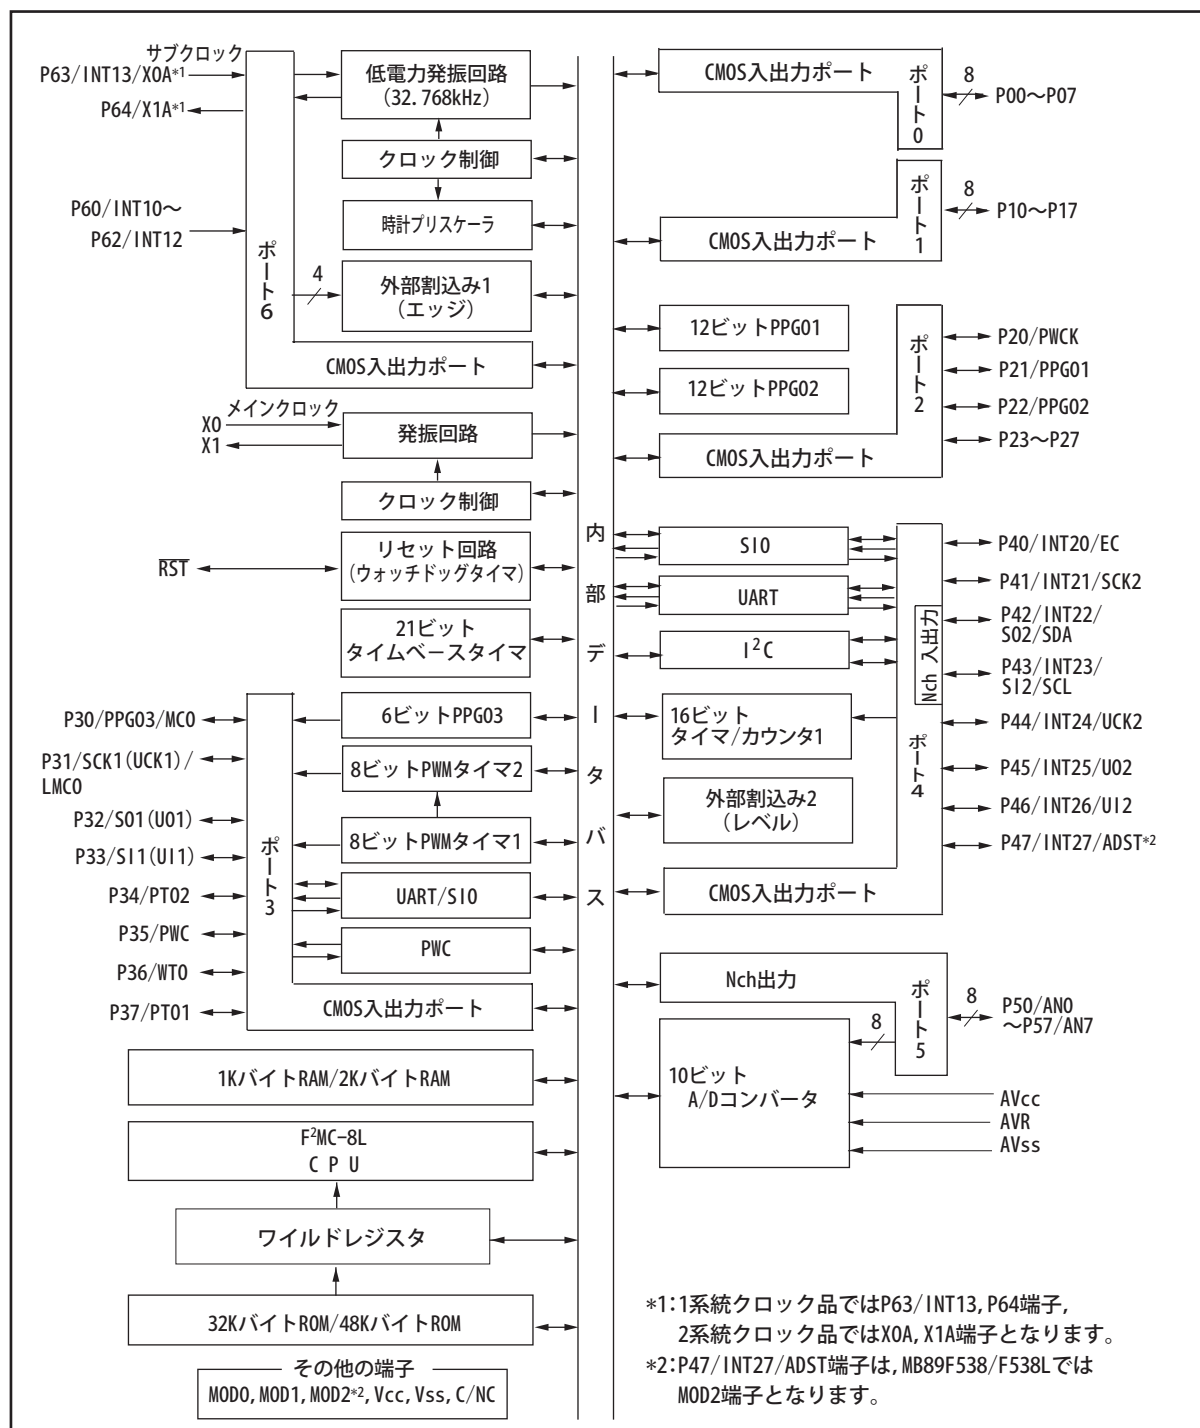 サブクロック
P63/INT13/X0A*1
P64/X1A*1
P60/INT10～
P62/INT12
ポート6
4
低電力発振回路
(32.768kHz)
クロック制御
時計プリスケーラ
外部割込み1
(エッジ)
CMOS入出力ポート
メインクロック
X0
X1
発振回路
クロック制御
RST
リセット回路
(ウォッチドッグタイマ)
21ビット
タイムベースタイマ
P30/PPG03/MCO
P31/SCK1(UCK1)/
LMCO
P32/SO1(UO1)
P33/SI1(UI1)
P34/PTO2
P35/PWC
P36/WTO
P37/PTO1
ポート3
6ビットPPG03
8ビットPWMタイマ2
8ビットPWMタイマ1
UART/SIO
PWC
CMOS入出力ポート
1KバイトRAM/2KバイトRAM
F²MC-8L
CPU
ワイルドレジスタ
32KバイトROM/48KバイトROM
その他の端子
MOD0,MOD1,MOD2*2,Vcc,Vss,C/NC
内部データバス
CMOS入出力ポート
ポート0
8
P00～P07
ポート1
8
P10～P17
CMOS入出力ポート
12ビットPPG01
12ビットPPG02
CMOS入出力ポート
ポート2
P20/PWCK
P21/PPG01
P22/PPG02
P23～P27
SIO
UART
I²C
16ビット
タイマ/カウンタ1
外部割込み2
(レベル)
CMOS入出力ポート
Nch 入出力
ポート4
P40/INT20/EC
P41/INT21/SCK2
P42/INT22/
SO2/SDA
P43/INT23/
SI2/SCL
P44/INT24/UCK2
P45/INT25/UO2
P46/INT26/UI2
P47/INT27/ADST*2
Nch出力
ポート5
8
8
P50/AN0
～P57/AN7
10ビット
A/Dコンバータ
AVcc
AVR
AVss
*1:1系統クロック品ではP63/INT13,P64端子,
2系統クロック品ではX0A,X1A端子となります。
*2:P47/INT27/ADST端子は,MB89F538/F538Lでは
MOD2端子となります。